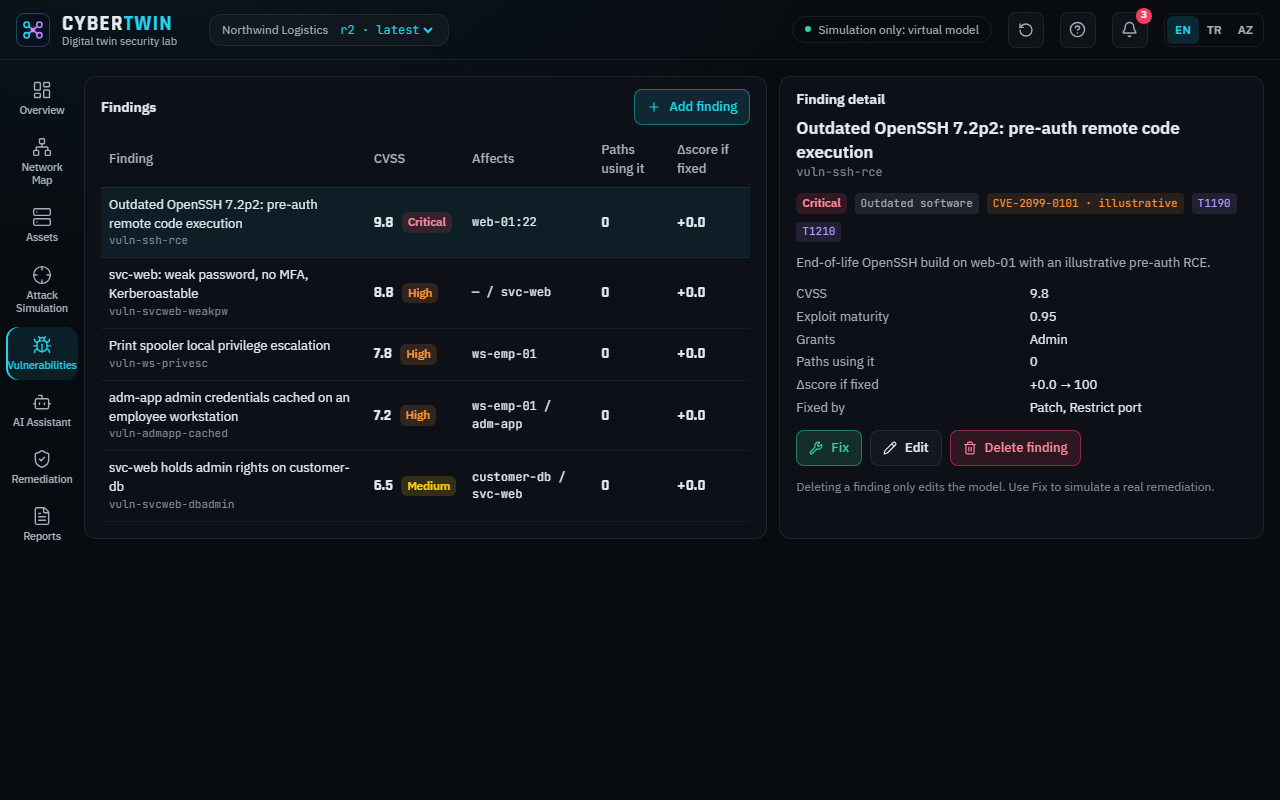 CYBERTWIN
Digital twin security lab
Northwind Logistics r2 · latest
Simulation only: virtual model
3
EN TR AZ
Overview
Network
Map
Assets
Attack
Simulation
Vulnerabilities
AI Assistant
Remediation
Reports
Findings
Add finding
Finding CVSS Affects Paths using it Δscore if fixed
Outdated OpenSSH 7.2p2: pre-auth
remote code execution
vuln-ssh-rce
9.8 Critical web-01:22 0 +0.0
svc-web: weak password, no MFA,
Kerberoastable
vuln-svcweb-weakpw
8.8 High — / svc-web 0 +0.0
Print spooler local privilege escalation
vuln-ws-privesc
7.8 High ws-emp-01 0 +0.0
adm-app admin credentials cached on an
employee workstation
vuln-admapp-cached
7.2 High ws-emp-01 / adm-app 0 +0.0
svc-web holds admin rights on customer-
db
vuln-svcweb-dbadmin
6.5 Medium customer-db / svc-web 0 +0.0
Finding detail
Outdated OpenSSH 7.2p2: pre-auth remote code
execution
vuln-ssh-rce
Critical Outdated software CVE-2099-0101 · illustrative T1190
T1210
End-of-life OpenSSH build on web-01 with an illustrative pre-auth RCE.
CVSS 9.8
Exploit maturity 0.95
Grants Admin
Paths using it 0
Δscore if fixed +0.0 → 100
Fixed by Patch, Restrict port
Fix Edit Delete finding
Deleting a finding only edits the model. Use Fix to simulate a real remediation.